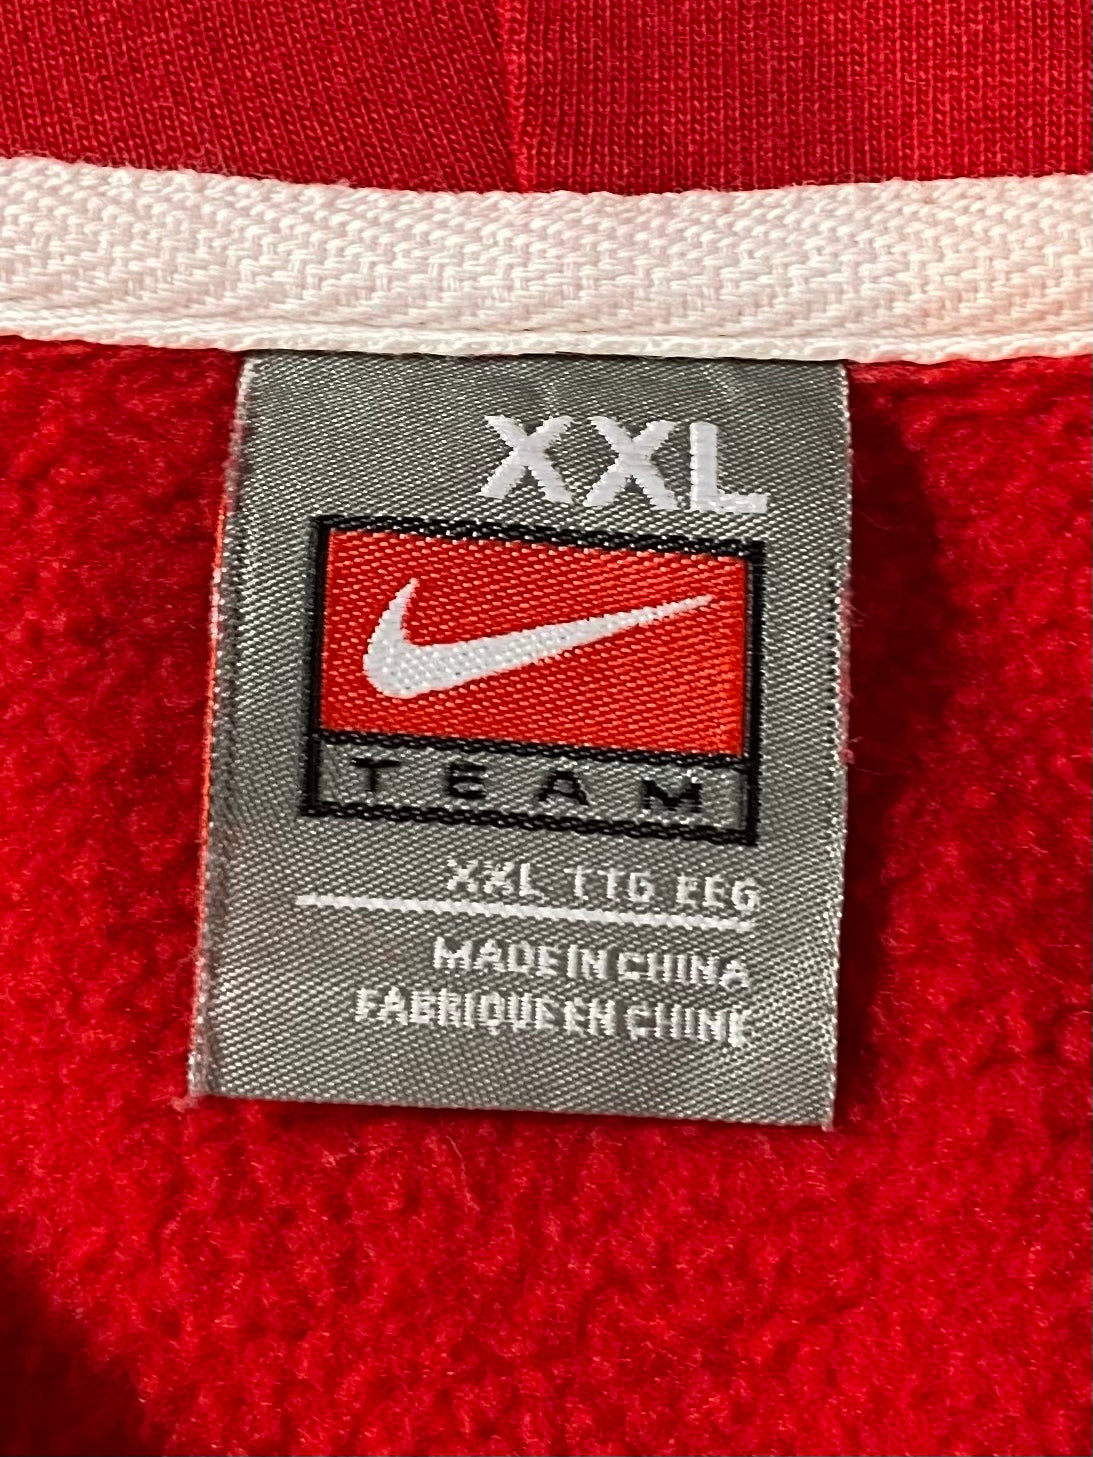 XXL
TEAM
XXL TTG EEG
MADE IN CHINA
FABRIQUE EN CHINE